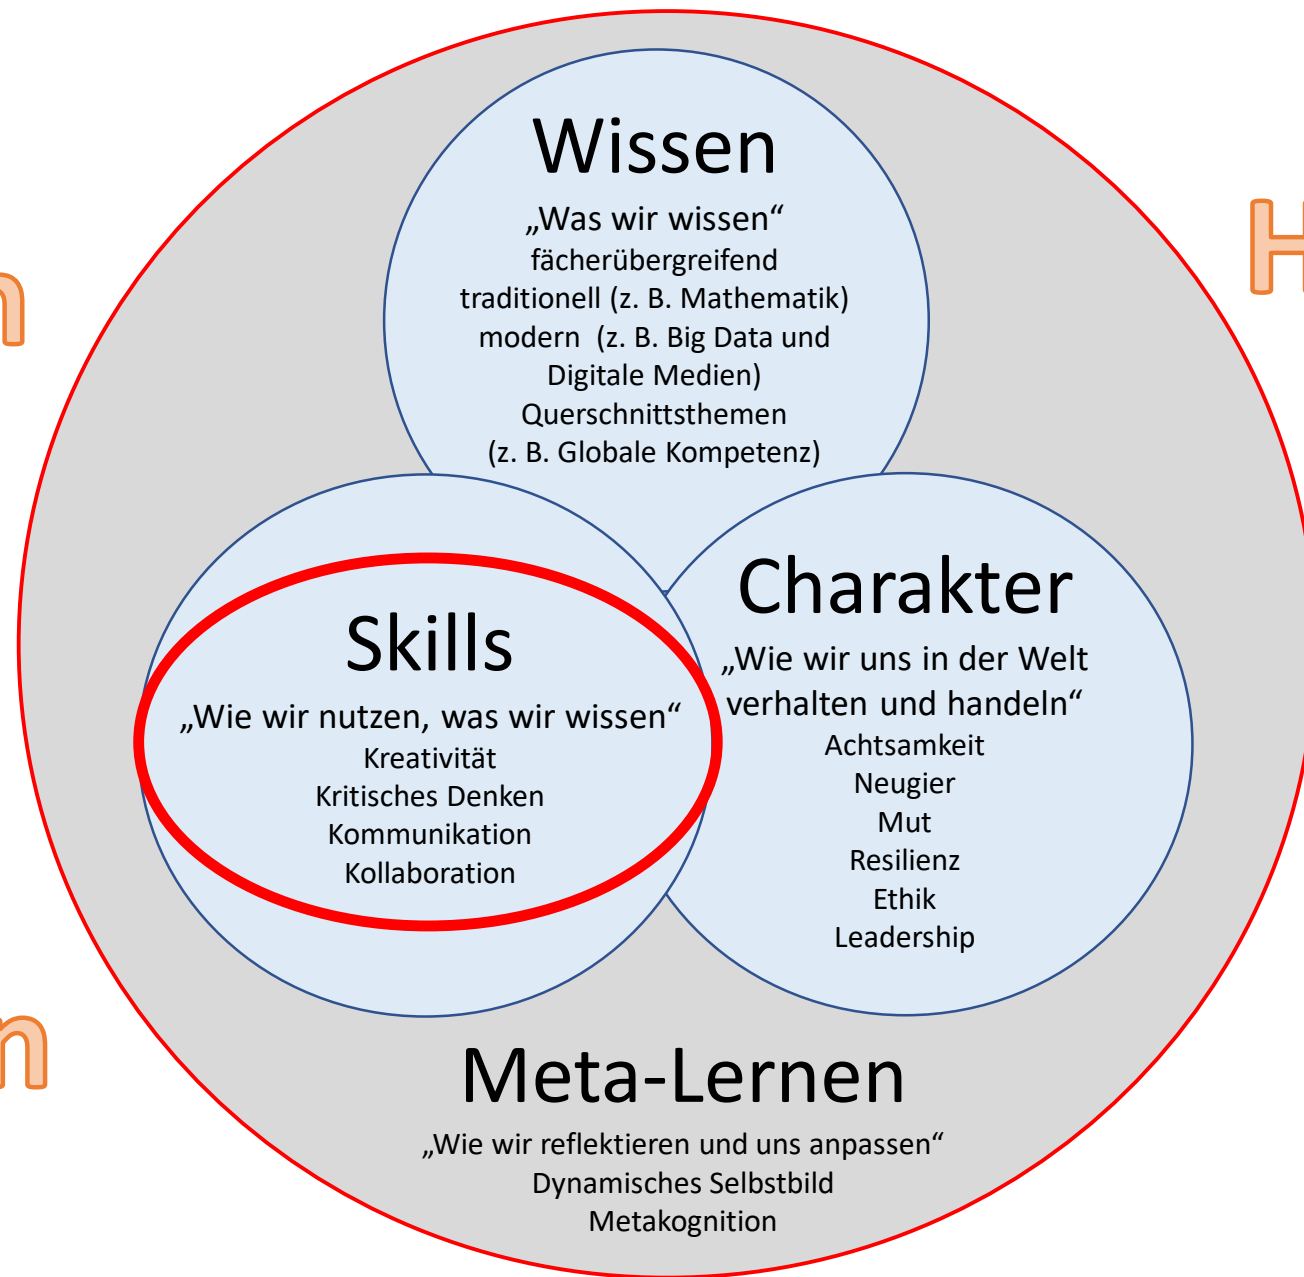 Wissen
„Was wir wissen“
fächerübergreifend
traditionell (z. B. Mathematik)
modern  (z. B. Big Data und
Digitale Medien)
Querschnittsthemen
(z. B. Globale Kompetenz)
Skills
„Wie wir nutzen, was wir wissen“
Kreativität
Kritisches Denken
Kommunikation
Kollaboration
Charakter
„Wie wir uns in der Welt
verhalten und handeln“
Achtsamkeit
Neugier
Mut
Resilienz
Ethik
Leadership
Meta-Lernen
„Wie wir reflektieren und uns anpassen“
Dynamisches Selbstbild
Metakognition